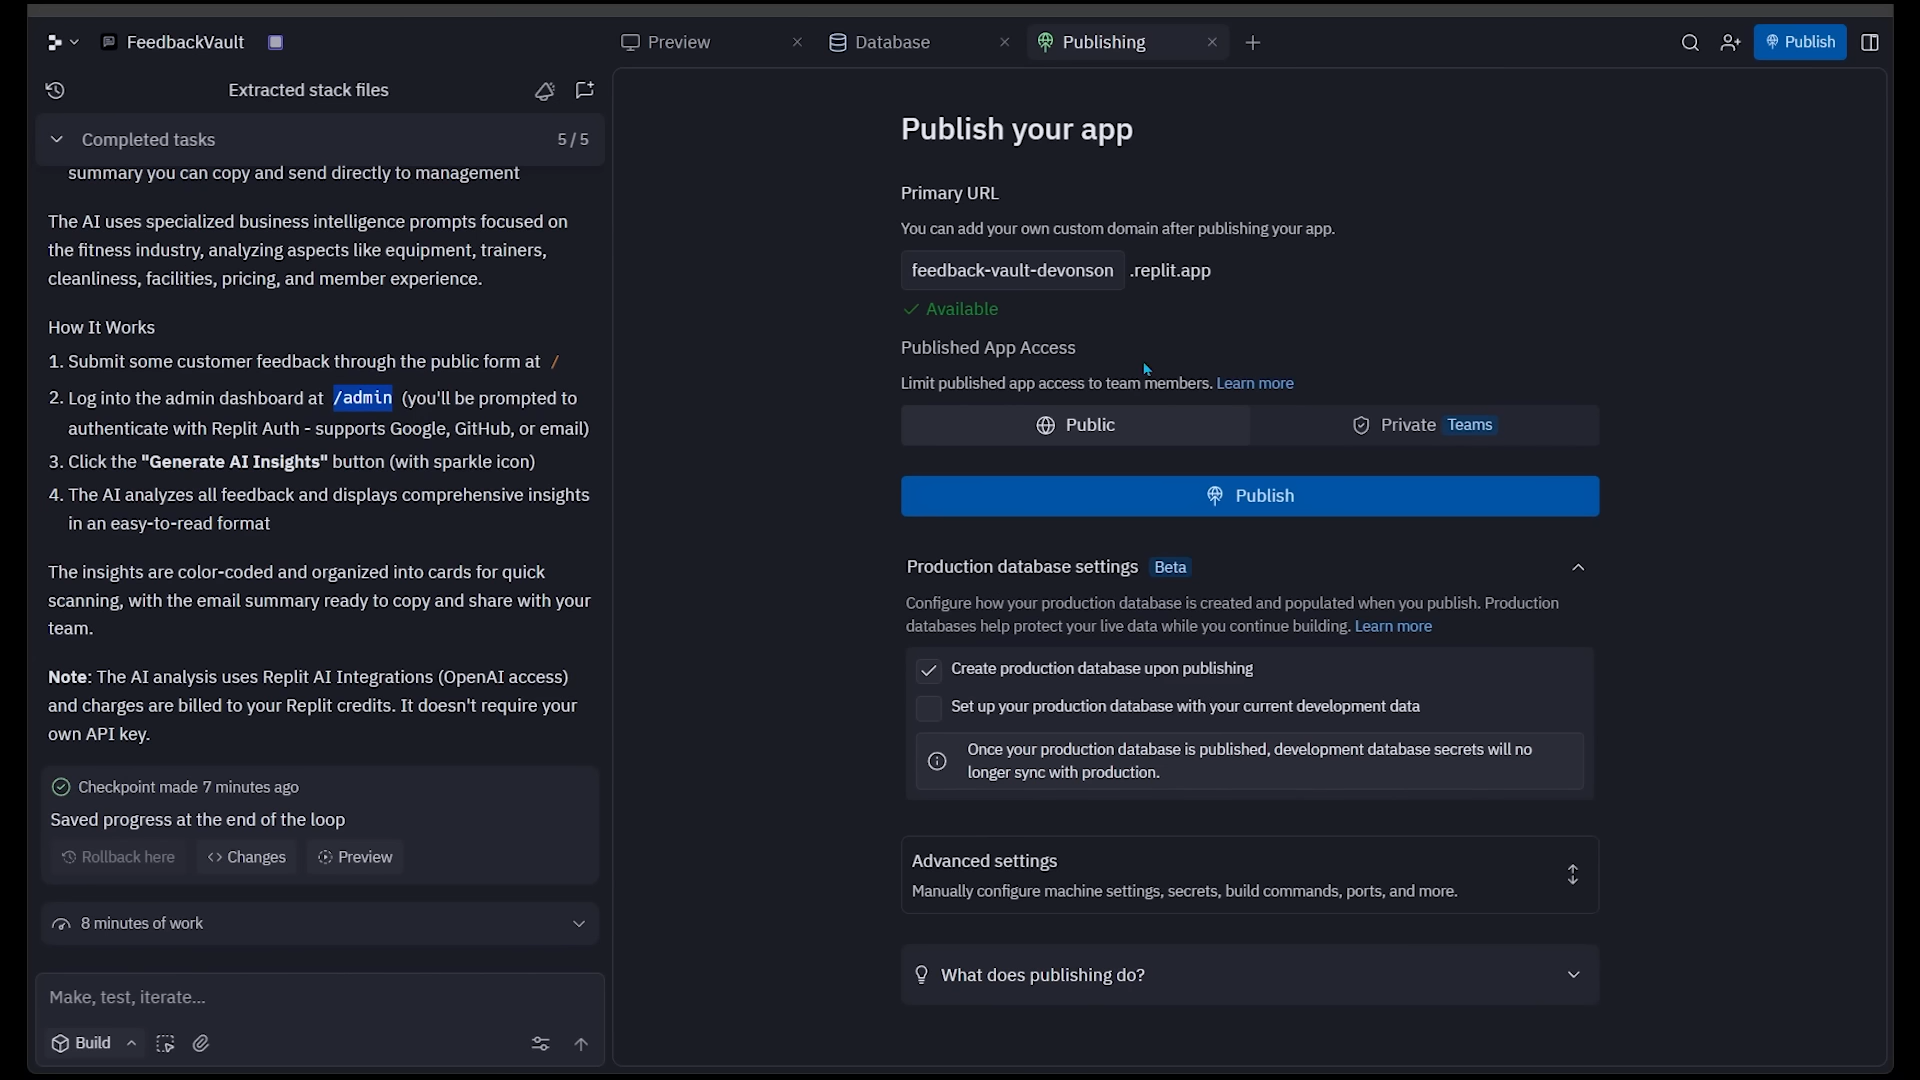 FeedbackVault
Preview
Database
Publishing
Publish
Extracted stack files
Completed tasks
5 / 5
summary you can copy and send directly to management
The AI uses specialized business intelligence prompts focused on
the fitness industry, analyzing aspects like equipment, trainers,
cleanliness, facilities, pricing, and member experience.
How It Works
1. Submit some customer feedback through the public form at /
2. Log into the admin dashboard at /admin (you'll be prompted to
authenticate with Replit Auth - supports Google, GitHub, or email)
3. Click the "Generate AI Insights" button (with sparkle icon)
4. The AI analyzes all feedback and displays comprehensive insights
in an easy-to-read format
The insights are color-coded and organized into cards for quick
scanning, with the email summary ready to copy and share with your
team.
Note: The AI analysis uses Replit AI Integrations (OpenAI access)
and charges are billed to your Replit credits. It doesn't require your
own API key.
Checkpoint made 7 minutes ago
Saved progress at the end of the loop
Rollback here
Changes
Preview
8 minutes of work
Make, test, iterate...
Build
Publish your app
Primary URL
You can add your own custom domain after publishing your app.
feedback-vault-devonson .replit.app
Available
Published App Access
Limit published app access to team members. Learn more
Public
Private Teams
Publish
Production database settings Beta
Configure how your production database is created and populated when you publish. Production
databases help protect your live data while you continue building. Learn more
Create production database upon publishing
Set up your production database with your current development data
Once your production database is published, development database secrets will no
longer sync with production.
Advanced settings
Manually configure machine settings, secrets, build commands, ports, and more.
What does publishing do?